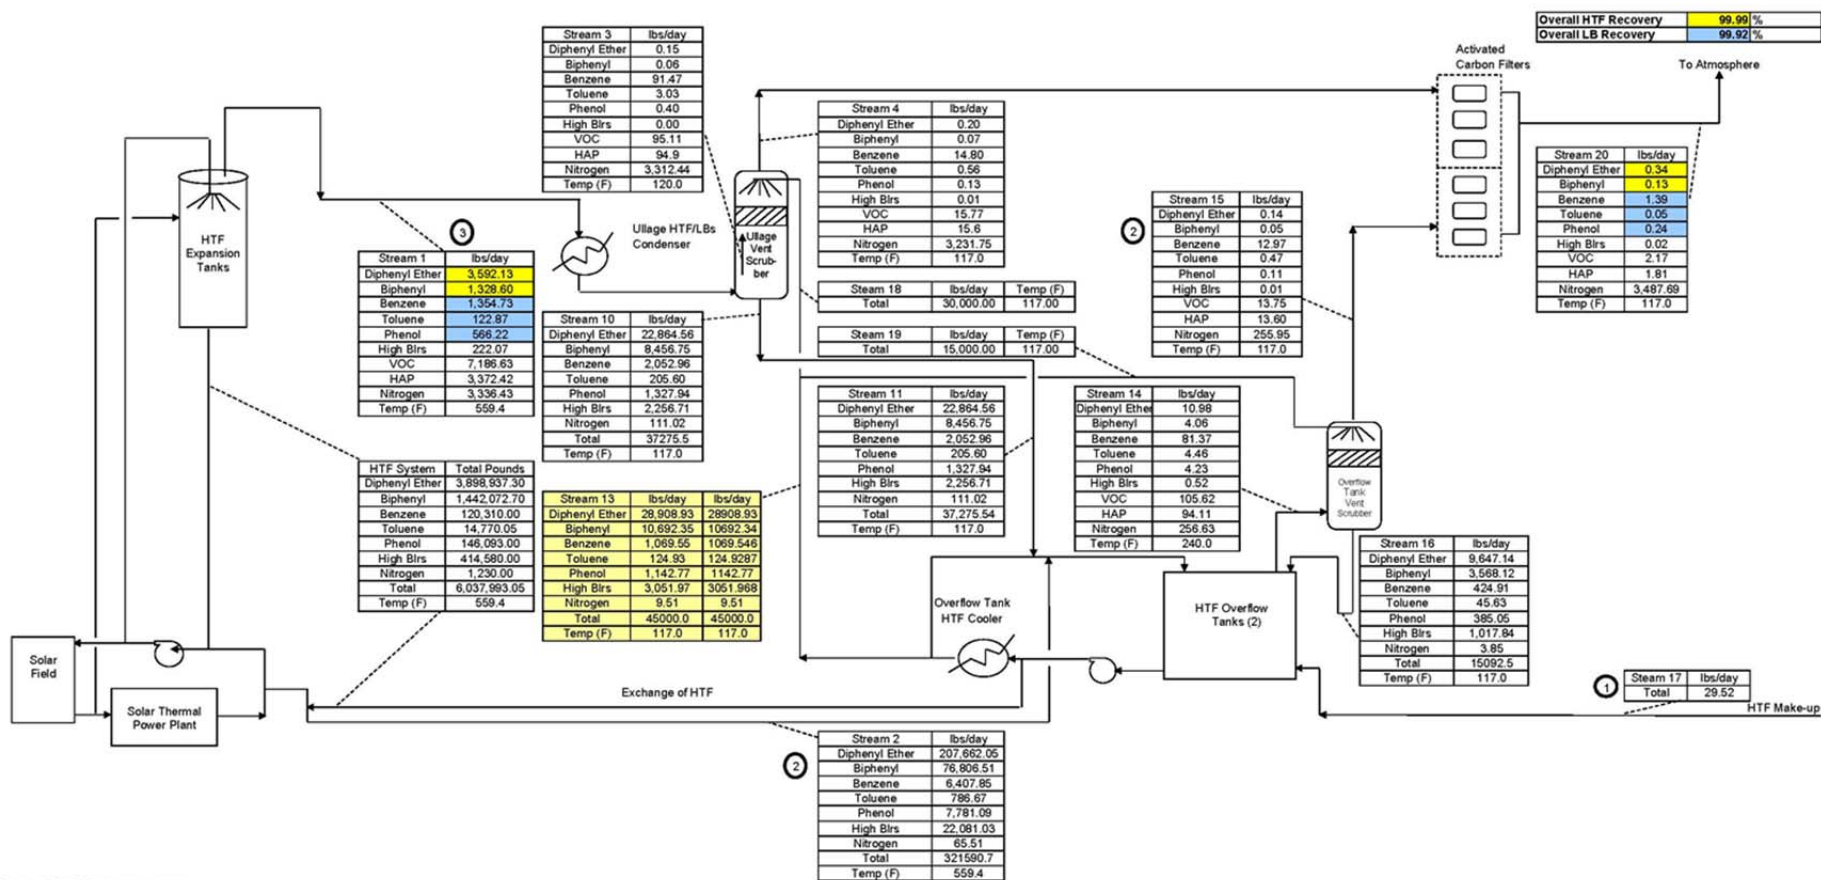 Overall HTF Recovery 99.99 %
Overall LB Recovery 99.92 %
Activated
Carbon Filters
To Atmosphere
Stream 3 lbs/day
Diphenyl Ether 0.15
Biphenyl 0.06
Benzene 91.47
Toluene 3.03
Phenol 0.40
High Blrs 0.00
VOC 95.11
HAP 94.9
Nitrogen 3,312.44
Temp (F) 120.0
Stream 4 lbs/day
Diphenyl Ether 0.20
Biphenyl 0.07
Benzene 14.80
Toluene 0.56
Phenol 0.13
High Blrs 0.01
VOC 15.77
HAP 15.6
Nitrogen 3,231.75
Temp (F) 117.0
Stream 20 lbs/day
Diphenyl Ether 0.34
Biphenyl 0.13
Benzene 1.39
Toluene 0.05
Phenol 0.24
High Blrs 0.02
VOC 2.17
HAP 1.81
Nitrogen 3,487.69
Temp (F) 117.0
2
Stream 15 lbs/day
Diphenyl Ether 0.14
Biphenyl 0.05
Benzene 12.97
Toluene 0.47
Phenol 0.11
High Blrs 0.01
VOC 13.75
HAP 13.60
Nitrogen 255.95
Temp (F) 117.0
HTF
Expansion
Tanks
Ullage HTF/LBs
Condenser
Ullage
Vent
Scrub-
ber
3
Stream 1 lbs/day
Diphenyl Ether 3,592.13
Biphenyl 1,328.60
Benzene 1,354.73
Toluene 122.87
Phenol 566.22
High Blrs 222.07
VOC 7,186.63
HAP 3,372.42
Nitrogen 3,336.43
Temp (F) 559.4
Steam 18 lbs/day Temp (F)
Total 30,000.00 117.00
Steam 19 lbs/day Temp (F)
Total 15,000.00 117.00
Stream 10 lbs/day
Diphenyl Ether 22,864.56
Biphenyl 8,456.75
Benzene 2,052.96
Toluene 205.60
Phenol 1,327.94
High Blrs 2,256.71
Nitrogen 111.02
Total 37275.5
Temp (F) 117.0
Stream 11 lbs/day
Diphenyl Ether 22,864.56
Biphenyl 8,456.75
Benzene 2,052.96
Toluene 205.60
Phenol 1,327.94
High Blrs 2,256.71
Nitrogen 111.02
Total 37,275.54
Temp (F) 117.0
Stream 14 lbs/day
Diphenyl Ether 10.98
Biphenyl 4.06
Benzene 81.37
Toluene 4.46
Phenol 4.23
High Blrs 0.52
VOC 105.62
HAP 94.11
Nitrogen 256.63
Temp (F) 240.0
Overflow
Tank
Vent
Scrubber
HTF System Total Pounds
Diphenyl Ether 3,898,937.30
Biphenyl 1,442,072.70
Benzene 120,310.00
Toluene 14,770.05
Phenol 146,093.00
High Blrs 414,580.00
Nitrogen 1,230.00
Total 6,037,993.05
Temp (F) 559.4
Stream 13 lbs/day lbs/day
Diphenyl Ether 28,908.93 28908.93
Biphenyl 10,692.35 10692.34
Benzene 1,069.55 1069.546
Toluene 124.93 124.9287
Phenol 1,142.77 1142.77
High Blrs 3,051.97 3051.968
Nitrogen 9.51 9.51
Total 45000.0 45000.0
Temp (F) 117.0 117.0
Stream 16 lbs/day
Diphenyl Ether 9,647.14
Biphenyl 3,568.12
Benzene 424.91
Toluene 45.63
Phenol 385.05
High Blrs 1,017.84
Nitrogen 3.85
Total 15092.5
Temp (F) 117.0
Overflow Tank
HTF Cooler
HTF Overflow
Tanks (2)
Solar
Field
Solar Thermal
Power Plant
Exchange of HTF
1
Steam 17 lbs/day
Total 29.52
HTF Make-up
2
Stream 2 lbs/day
Diphenyl Ether 207,662.05
Biphenyl 76,806.51
Benzene 6,407.85
Toluene 786.67
Phenol 7,781.09
High Blrs 22,081.03
Nitrogen 65.51
Total 321590.7
Temp (F) 559.4